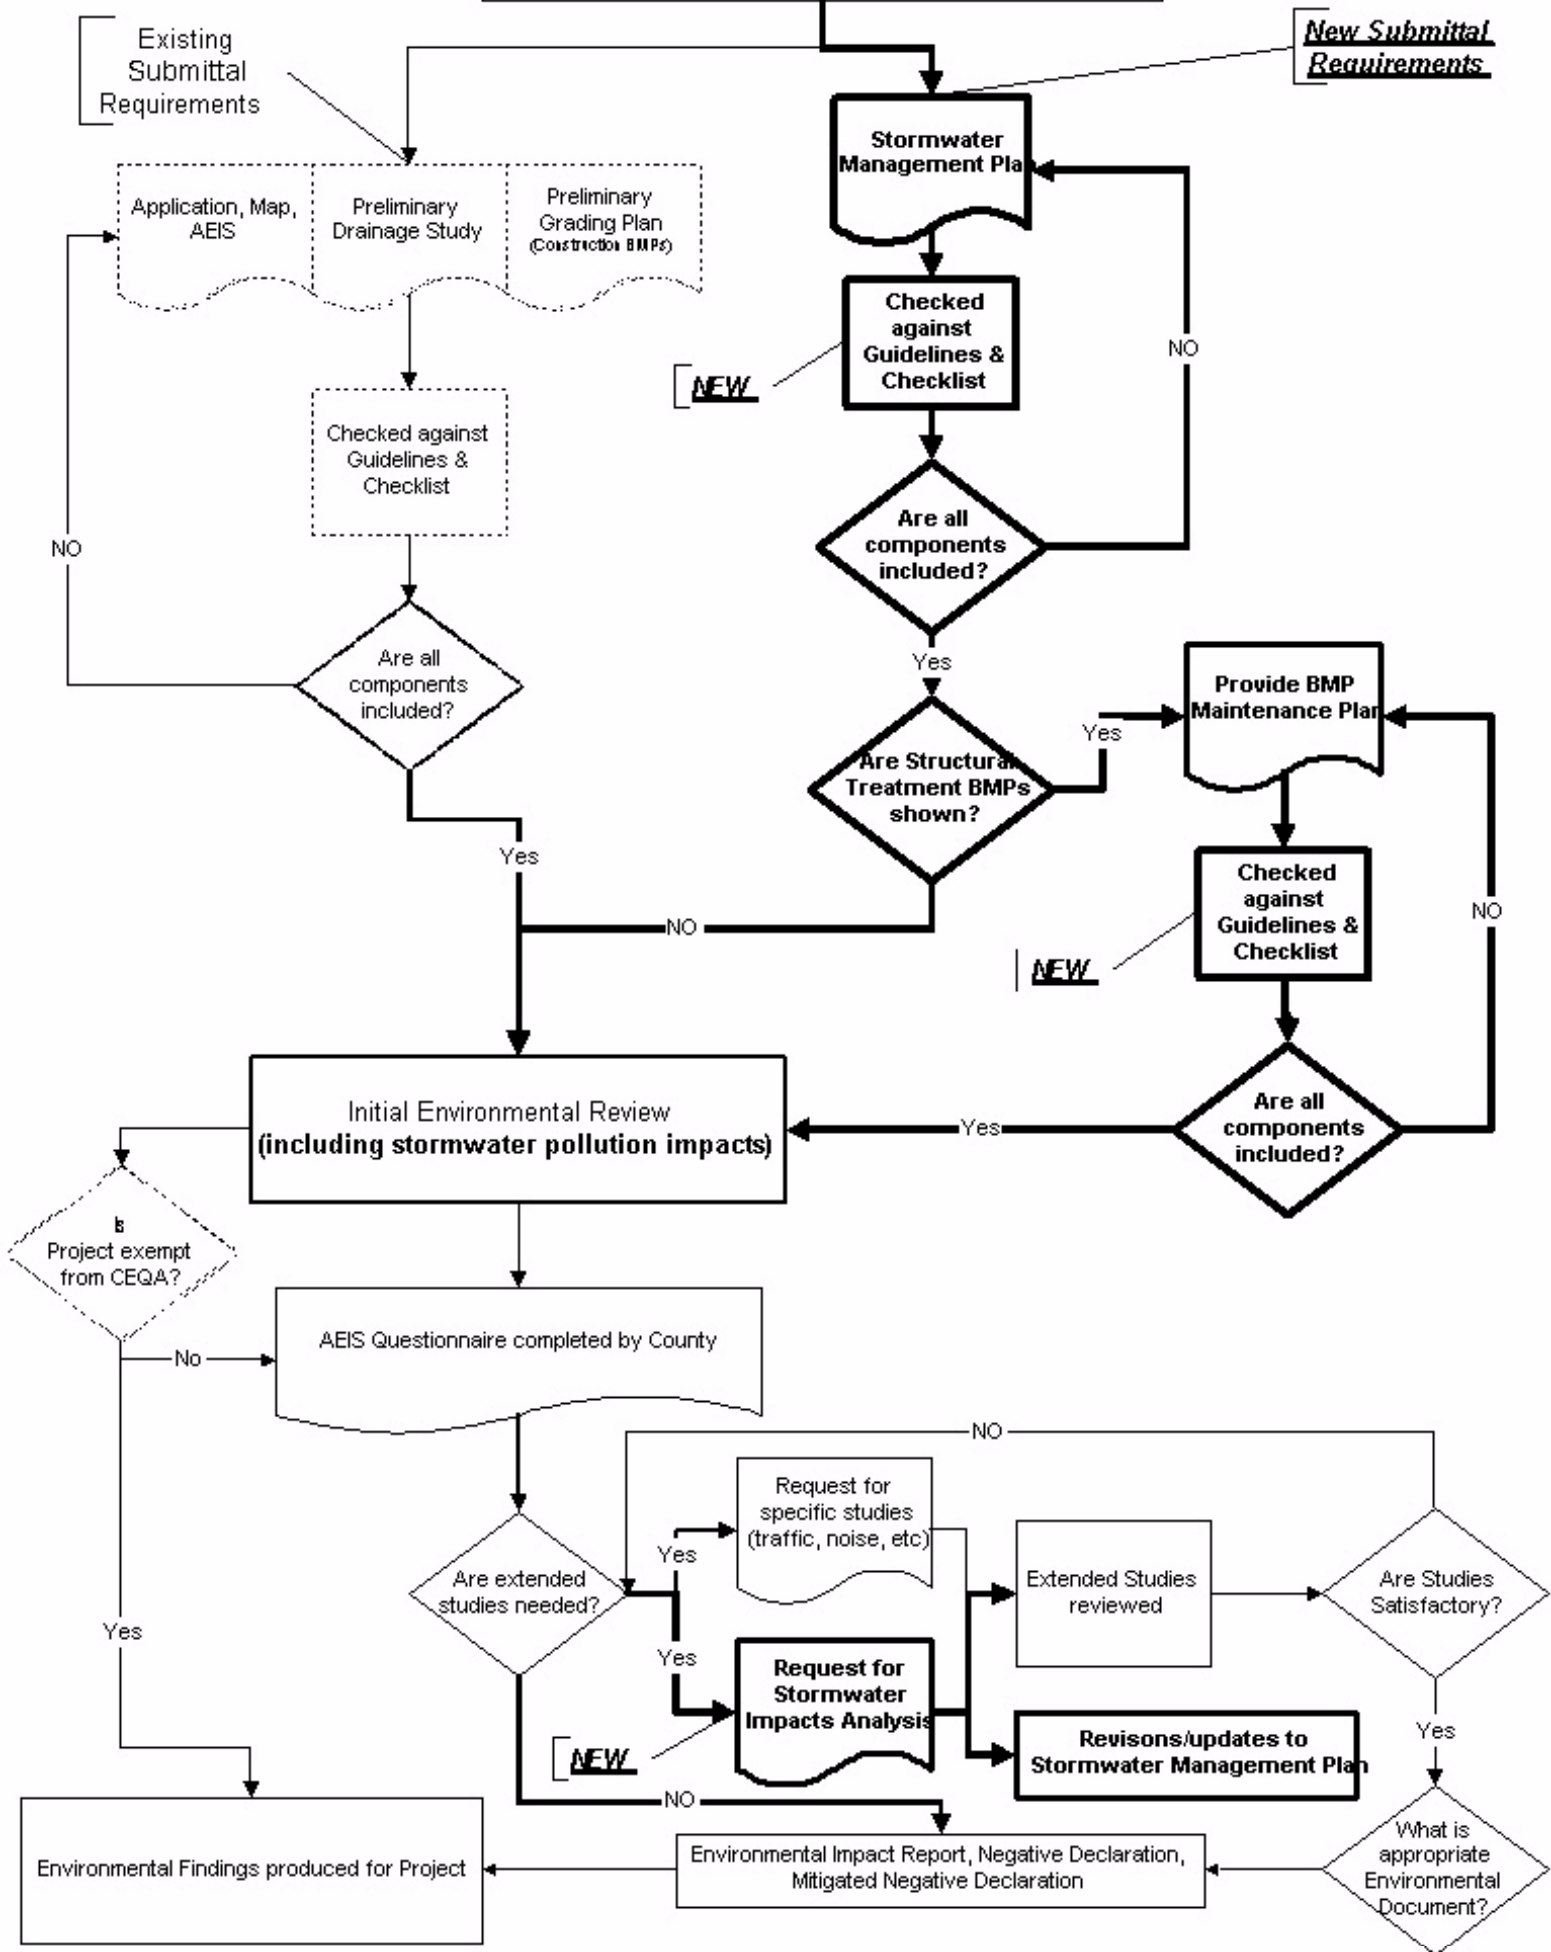 Existing
Submittal
Requirements
New Submittal
Requirements
Application, Map,
AEIS
Preliminary
Drainage Study
Preliminary
Grading Plan
(Construction BMPs)
Stormwater
Management Pla
Checked
against
Guidelines &
Checklist
NEW
NO
Checked against
Guidelines &
Checklist
NO
Are all
components
included?
Are all
components
included?
Yes
Yes
Are Structural
Treatment BMPs
shown?
Yes
Provide BMP
Maintenance Plan
Checked
against
Guidelines &
Checklist
NEW
NO
NO
Are all
components
included?
Yes
Initial Environmental Review
(including stormwater pollution impacts)
Is
Project exempt
from CEQA?
No
AEIS Questionnaire completed by County
NO
Request for
specific studies
(traffic, noise, etc)
Yes
Are extended
studies needed?
Extended Studies
reviewed
Are Studies
Satisfactory?
Yes
Yes
Request for
Stormwater
Impacts Analysis
NEW
Revisons/updates to
Stormwater Management Plan
Yes
NO
What is
appropriate
Environmental
Document?
Environmental Impact Report, Negative Declaration,
Mitigated Negative Declaration
Environmental Findings produced for Project